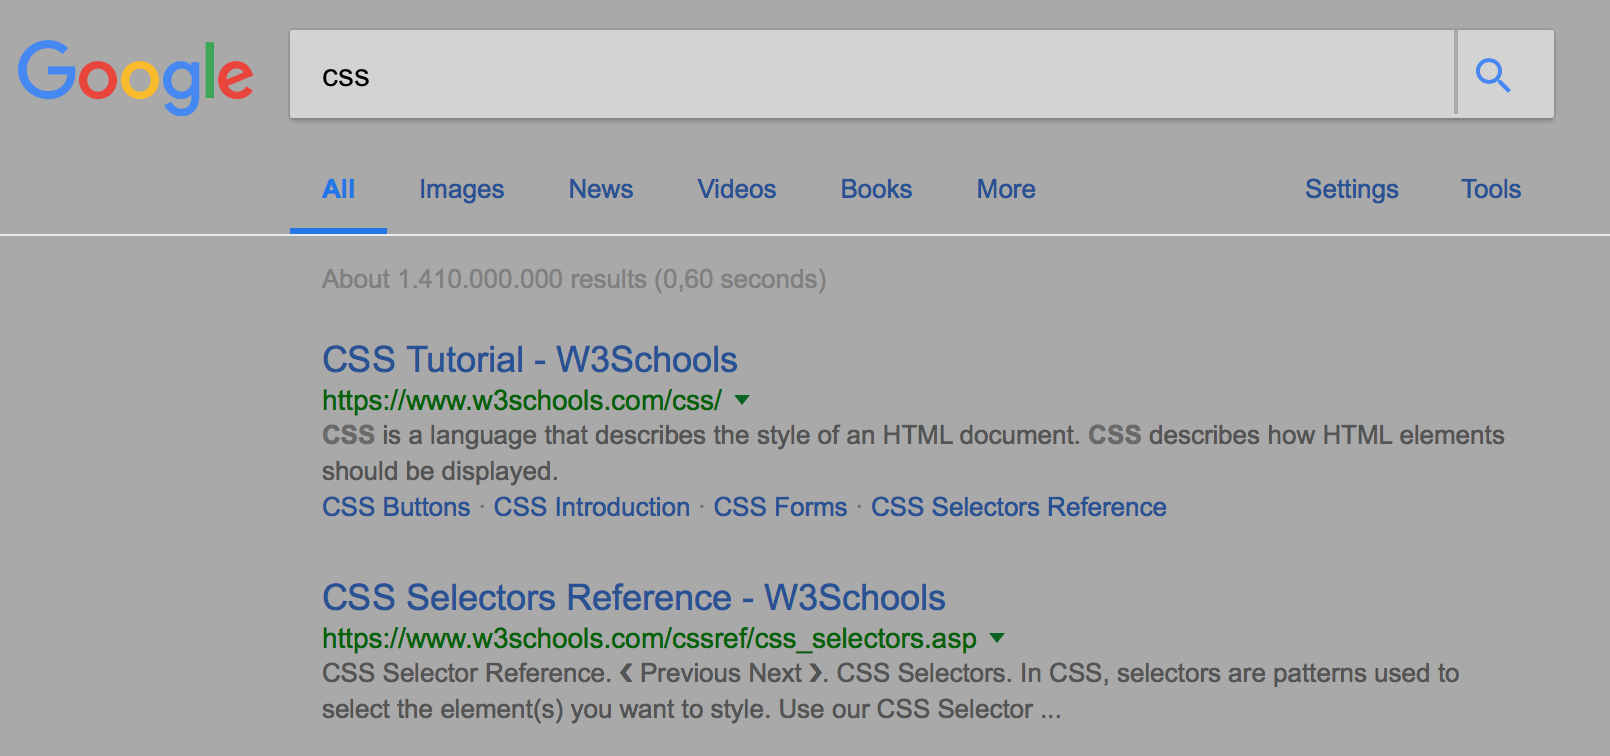 Google
css
All Images News Videos Books More Settings Tools
About 1.410.000.000 results (0,60 seconds)
CSS Tutorial - W3Schools
https://www.w3schools.com/css/
CSS is a language that describes the style of an HTML document. CSS describes how HTML elements
should be displayed.
CSS Buttons · CSS Introduction · CSS Forms · CSS Selectors Reference
CSS Selectors Reference - W3Schools
https://www.w3schools.com/cssref/css_selectors.asp
CSS Selector Reference. ❮ Previous Next ❯. CSS Selectors. In CSS, selectors are patterns used to
select the element(s) you want to style. Use our CSS Selector ...